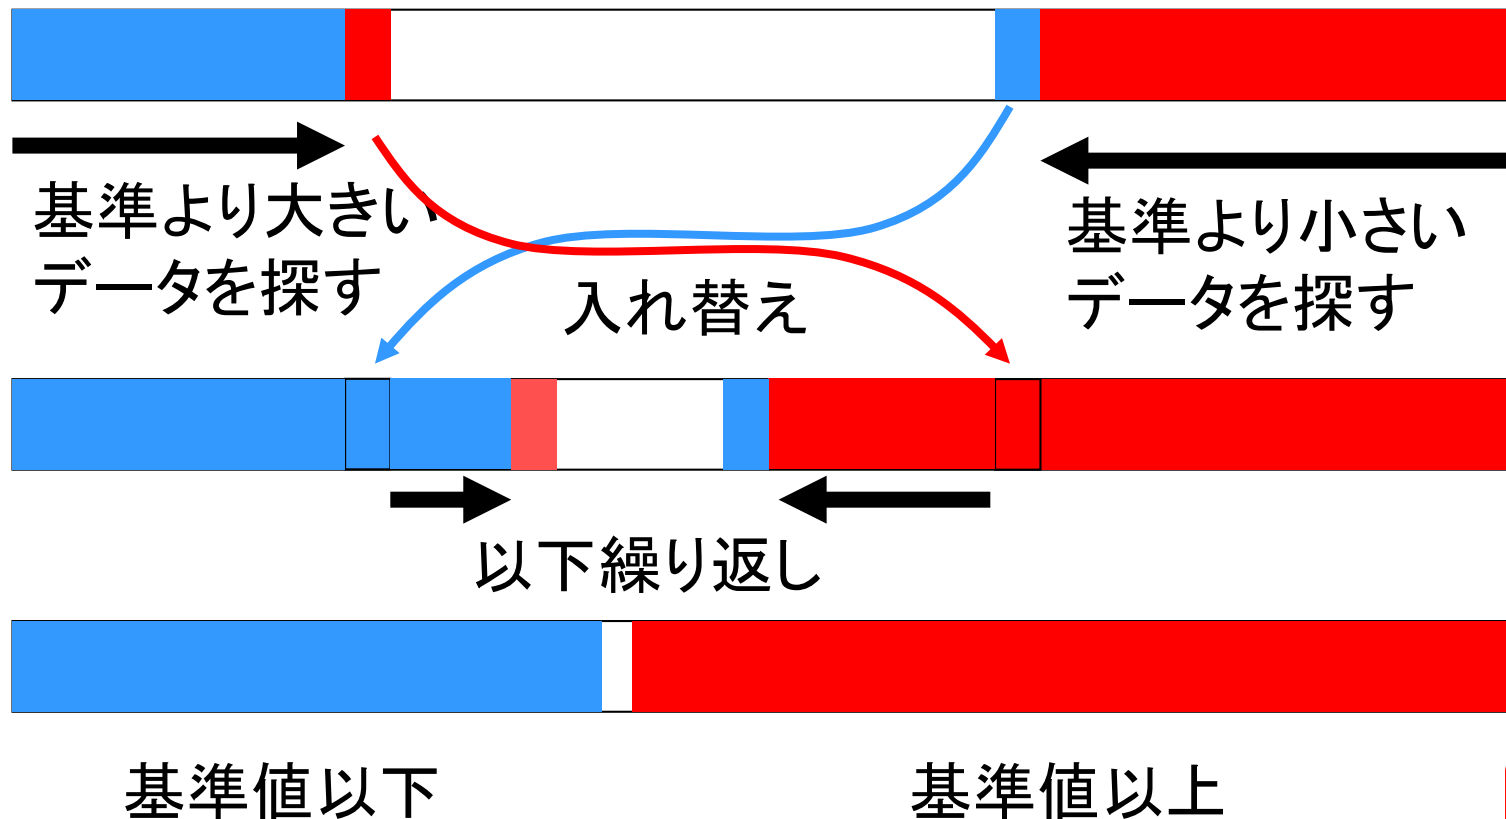 基準より大きい
データを探す
基準より小さい
データを探す
入れ替え
以下繰り返し
基準値以下
基準値以上